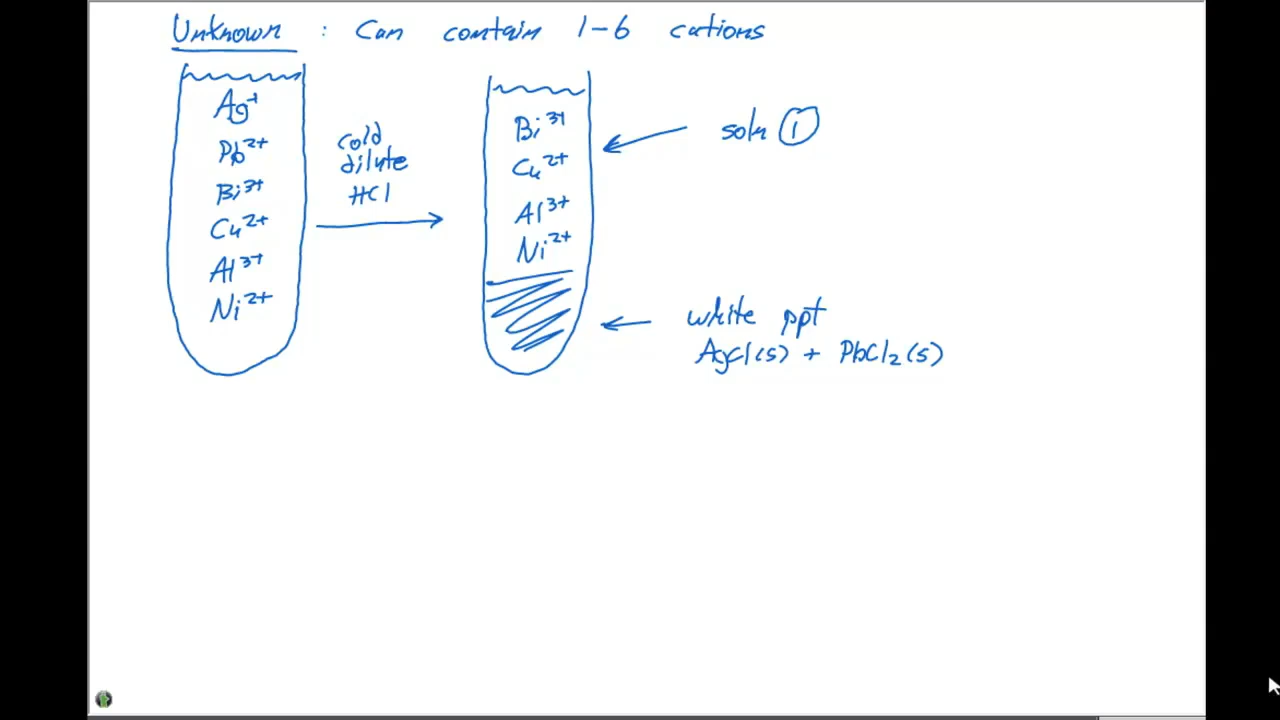 Unknown : Can contain 1-6 cations
Ag⁺
Pb²⁺
Bi³⁺
Cu²⁺
Al³⁺
Ni²⁺
cold
dilute
HCl
Bi³⁺
Cu²⁺
Al³⁺
Ni²⁺
soln ①
white ppt
AgCl(s) + PbCl₂(s)